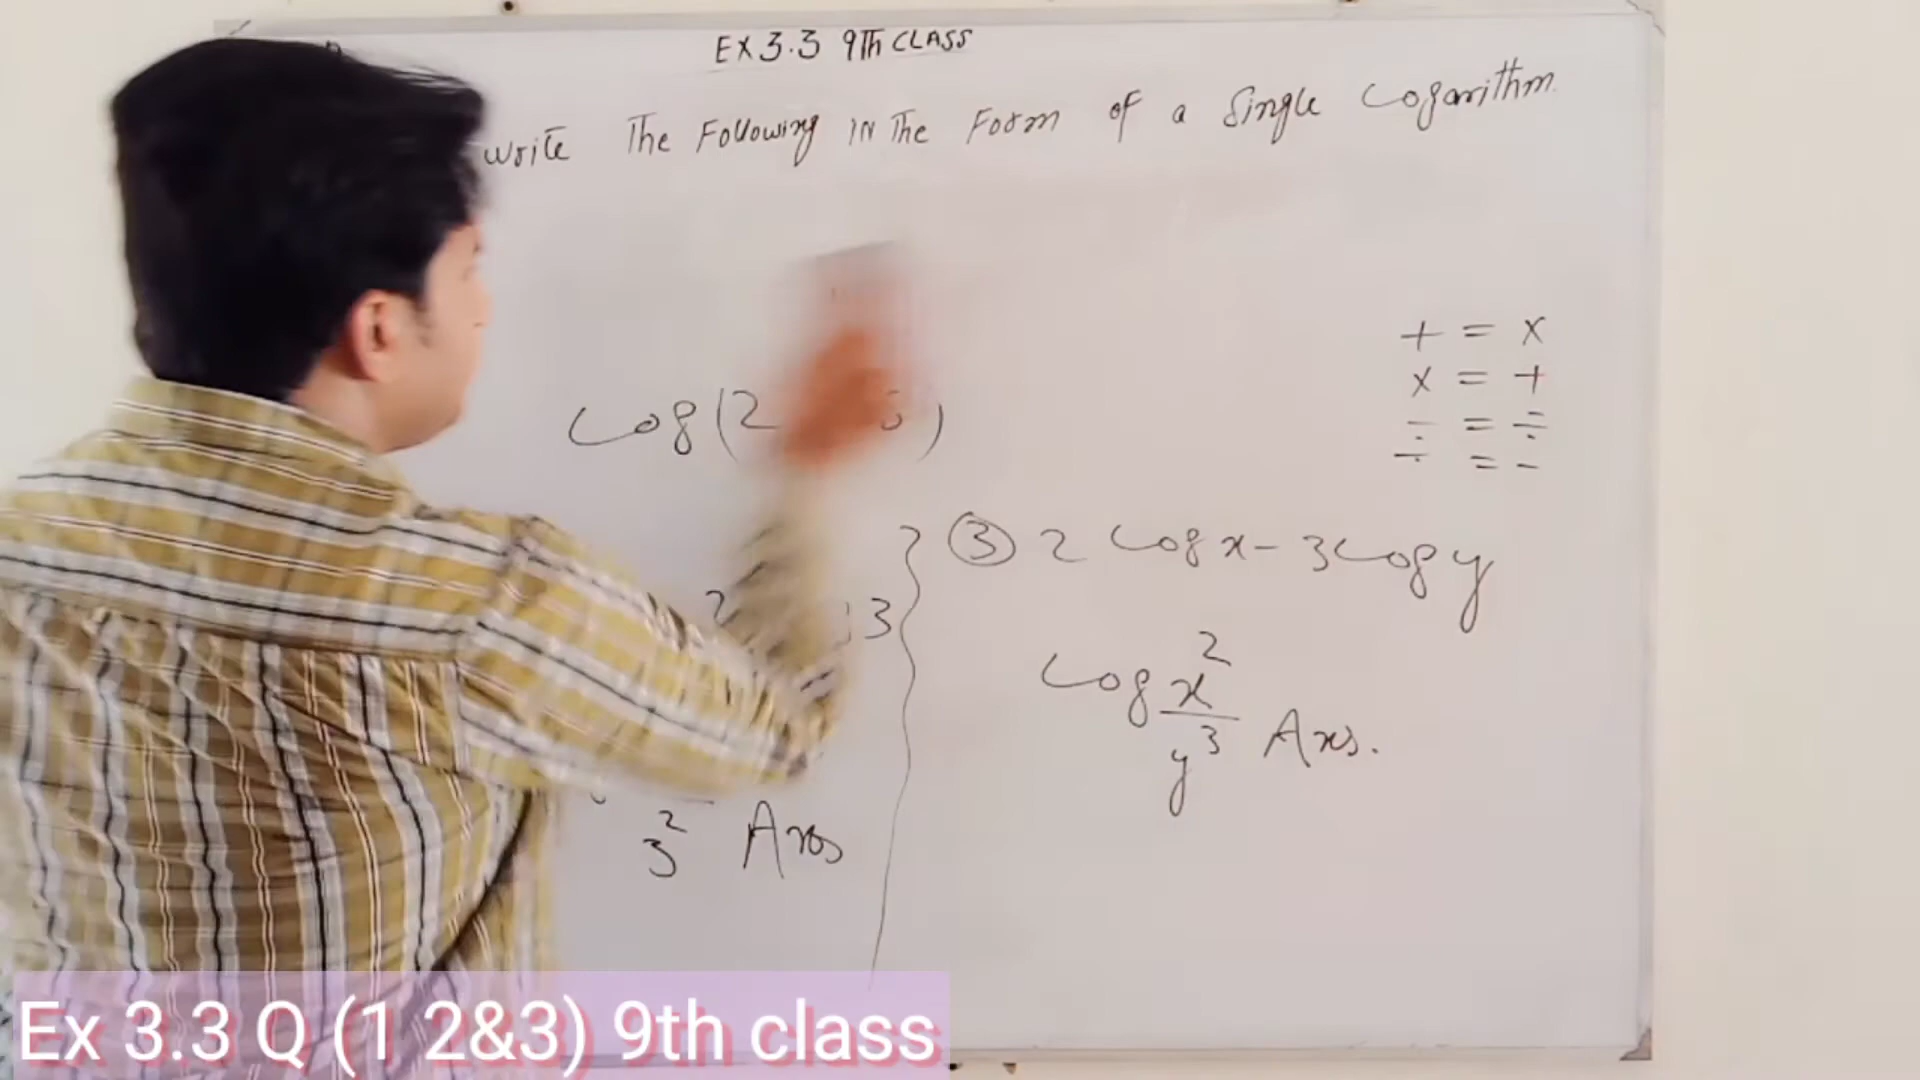 EX 3.3 9TH CLASS
write The Following IN The Form of a Single Logarithm.
+ = x
x = +
- = ÷
÷ = -
Log(2
③ 2 Log x - 3 Log y
Log x²/y³ Ans.
3² Ans
Ex 3.3 Q (1 2&3) 9th class